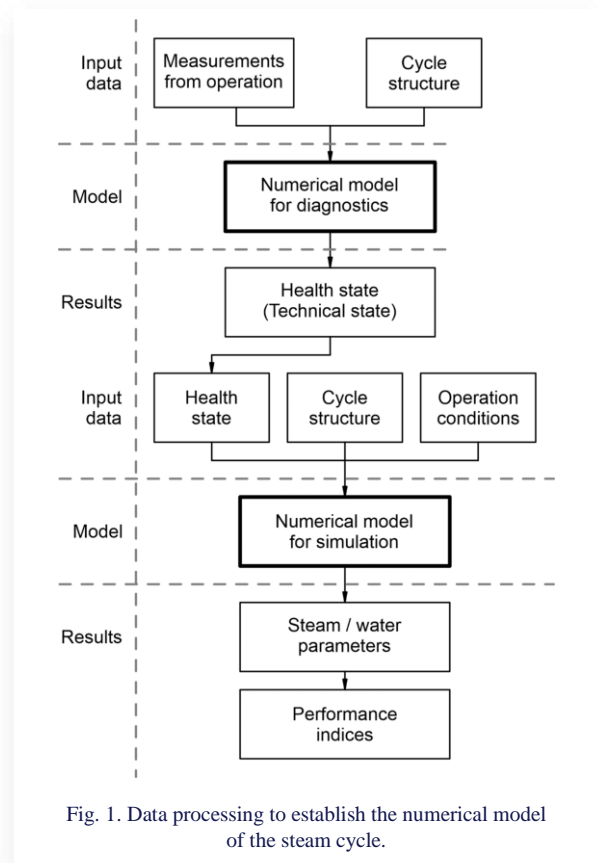 Input
data
Measurements
from operation
Cycle
structure
Model
Numerical model
for diagnostics
Results
Health state
(Technical state)
Input
data
Health
state
Cycle
structure
Operation
conditions
Model
Numerical model
for simulation
Results
Steam / water
parameters
Performance
indices
Fig. 1. Data processing to establish the numerical model
of the steam cycle.